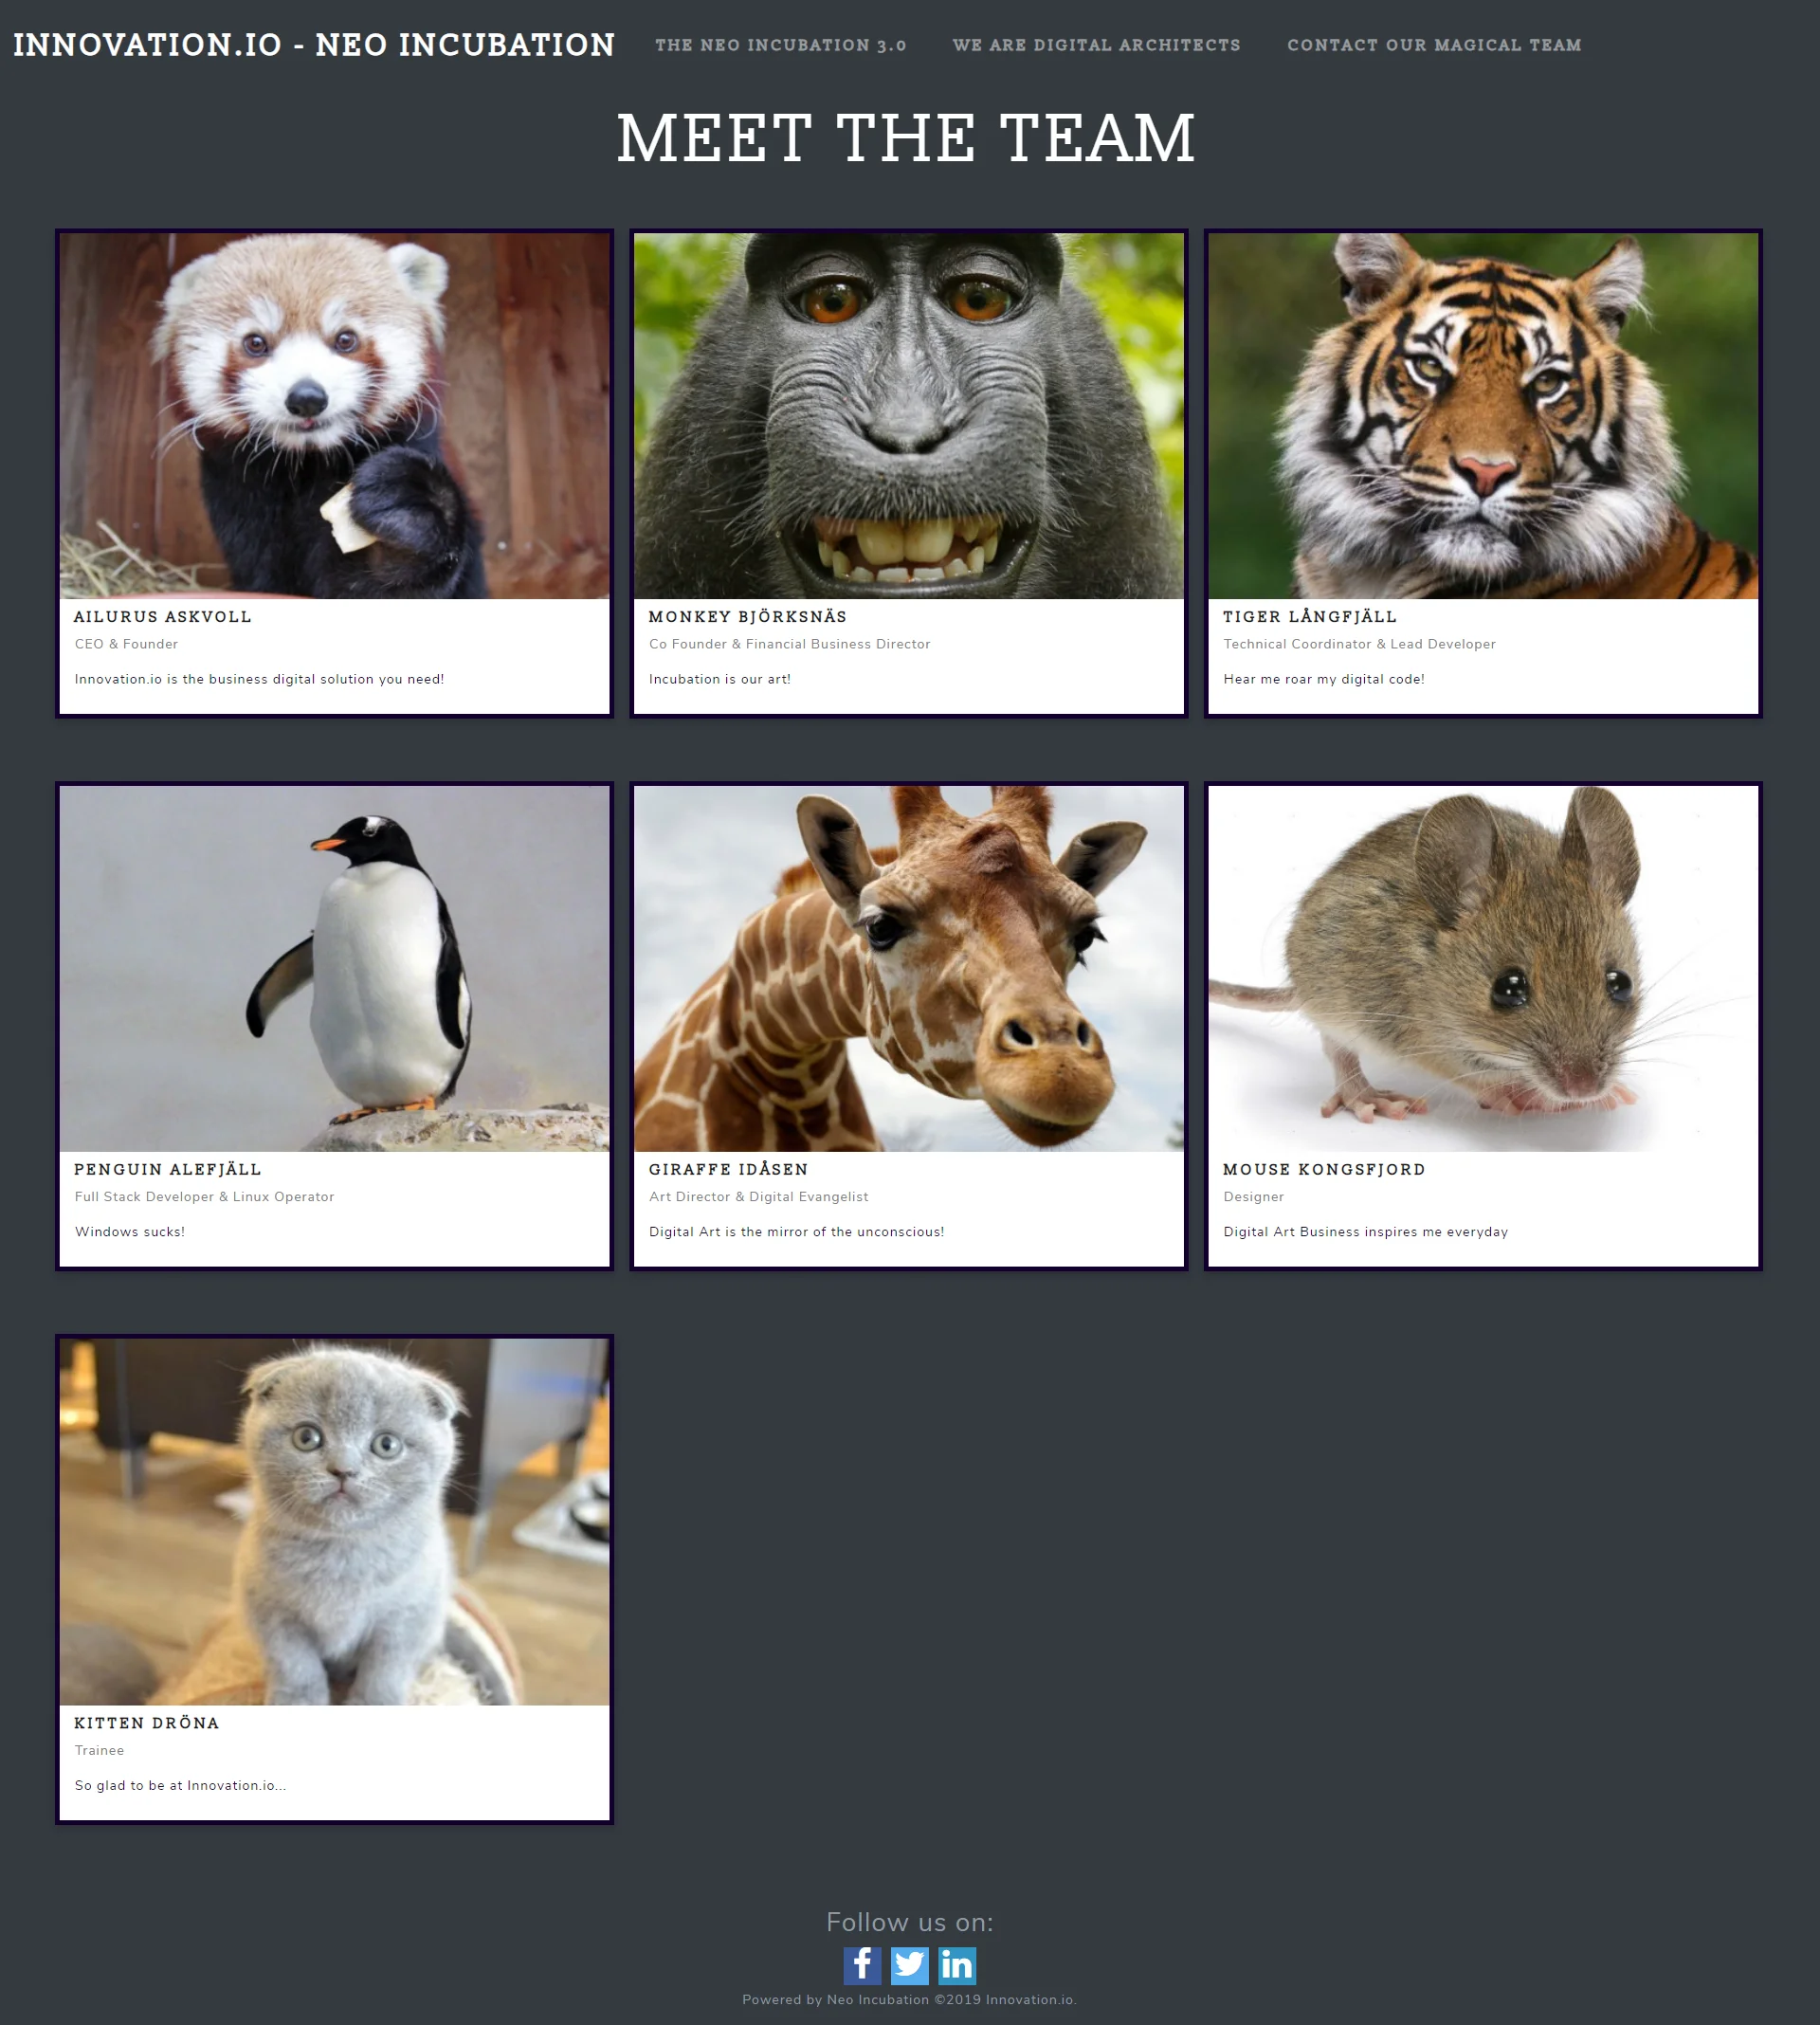 INNOVATION.IO - NEO INCUBATION
THE NEO INCUBATION 3.0
WE ARE DIGITAL ARCHITECTS
CONTACT OUR MAGICAL TEAM
MEET THE TEAM
AILURUS ASKVOLL
CEO & Founder
Innovation.io is the business digital solution you need!
MONKEY BJÖRKSNÄS
Co Founder & Financial Business Director
Incubation is our art!
TIGER LÅNGFJÄLL
Technical Coordinator & Lead Developer
Hear me roar my digital code!
PENGUIN ALEFJÄLL
Full Stack Developer & Linux Operator
Windows sucks!
GIRAFFE IDÅSEN
Art Director & Digital Evangelist
Digital Art is the mirror of the unconscious!
MOUSE KONGSFJORD
Designer
Digital Art Business inspires me everyday
KITTEN DRÖNA
Trainee
So glad to be at Innovation.io...
Follow us on:
f
in
Powered by Neo Incubation ©2019 Innovation.io.